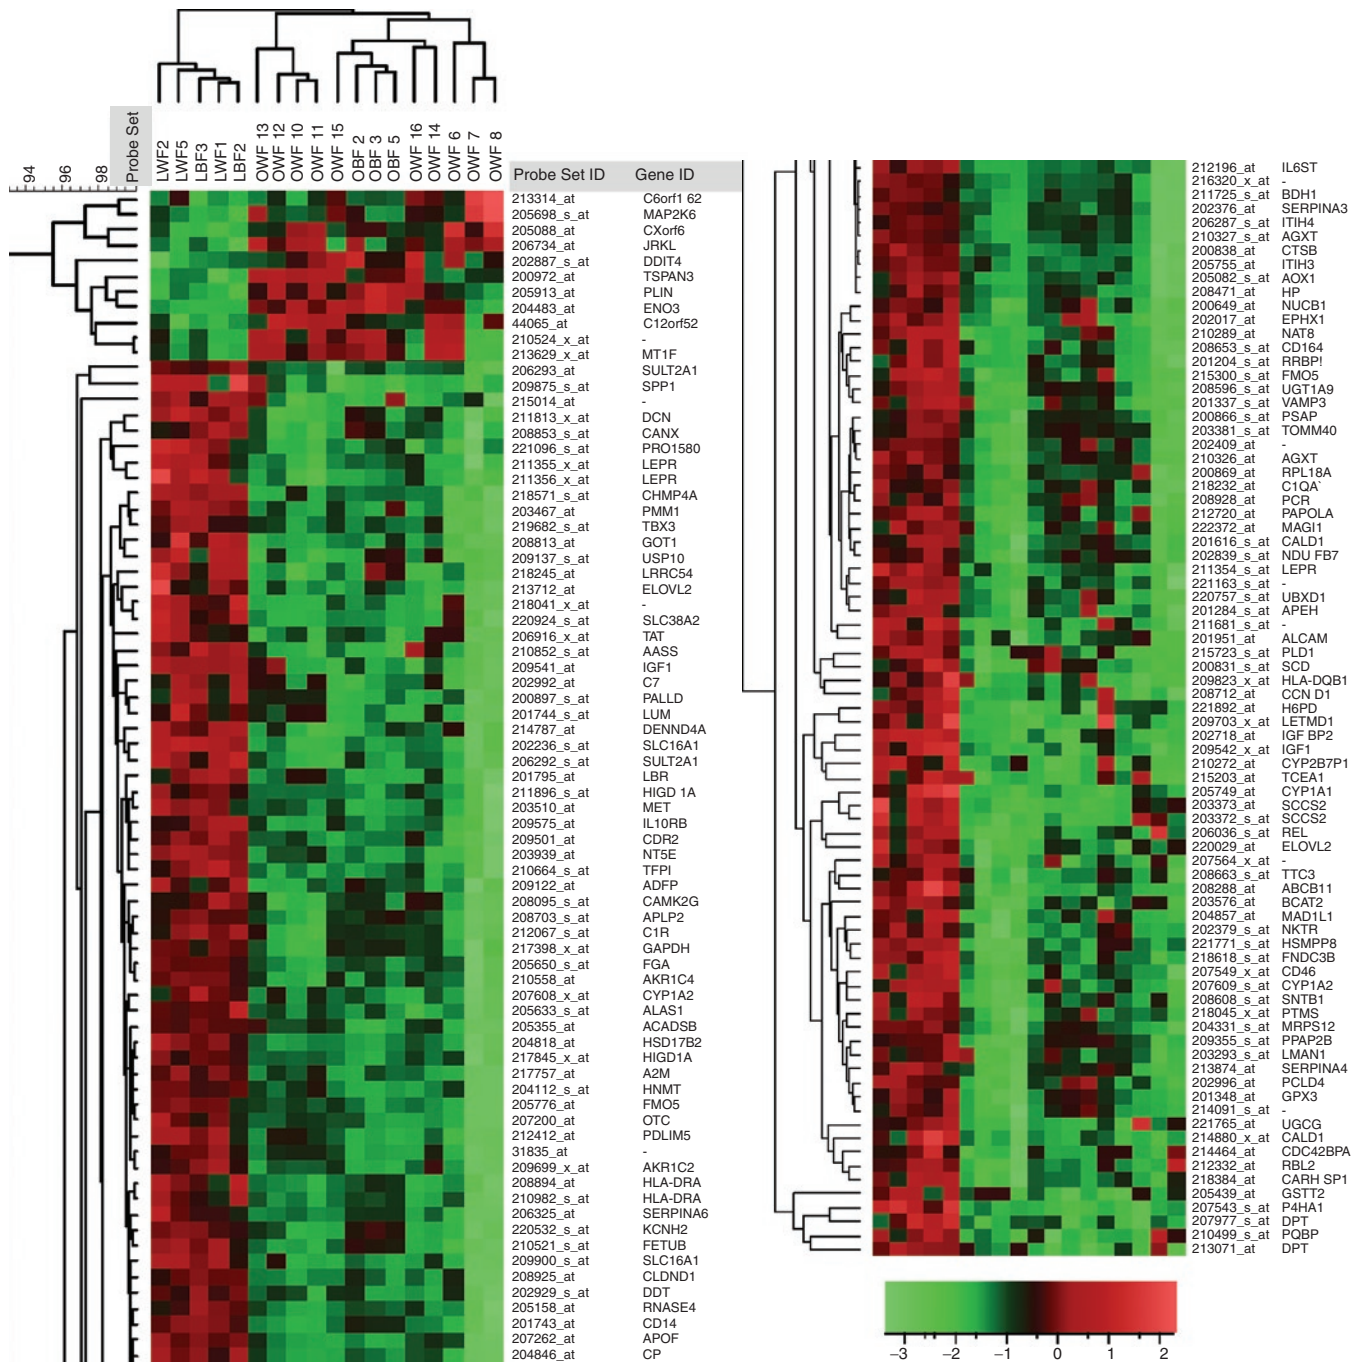 94
96
98
Probe Set
LWF2
LWF5
LBF3
LWF1
LBF2
OWF 13
OWF 12
OWF 10
OWF 11
OWF 15
OBF 2
OBF 3
OBF 5
OWF 16
OWF 14
OWF 6
OWF 7
OWF 8
Probe Set ID Gene ID
213314_at C6orf1 62
205698_s_at MAP2K6
205088_at CXorf6
206734_at JRKL
202887_s_at DDIT4
200972_at TSPAN3
205913_at PLIN
204483_at ENO3
44065_at C12orf52
210524_x_at -
213629_x_at MT1F
206293_at SULT2A1
209875_s_at SPP1
215014_at -
211813_x_at DCN
208853_s_at CANX
221096_s_at PRO1580
211355_x_at LEPR
211356_x_at LEPR
218571_s_at CHMP4A
203467_at PMM1
219682_s_at TBX3
208813_at GOT1
209137_s_at USP10
218245_at LRRC54
213712_at ELOVL2
218041_x_at -
220924_s_at SLC38A2
206916_x_at TAT
210852_s_at AASS
209541_at IGF1
202992_at C7
200897_s_at PALLD
201744_s_at LUM
214787_at DENND4A
202236_s_at SLC16A1
206292_s_at SULT2A1
201795_at LBR
211896_s_at HIGD 1A
203510_at MET
209575_at IL10RB
209501_at CDR2
203939_at NT5E
210664_s_at TFPI
209122_at ADFP
208095_s_at CAMK2G
208703_s_at APLP2
212067_s_at C1R
217398_x_at GAPDH
205650_s_at FGA
210558_at AKR1C4
207608_x_at CYP1A2
205633_s_at ALAS1
205355_at ACADSB
204818_at HSD17B2
217845_x_at HIGD1A
217757_at A2M
204112_s_at HNMT
205776_at FMO5
207200_at OTC
212412_at PDLIM5
31835_at -
209699_x_at AKR1C2
208894_at HLA-DRA
210982_s_at HLA-DRA
206325_at SERPINA6
220532_s_at KCNH2
210521_s_at FETUB
209900_s_at SLC16A1
208925_at CLDND1
202929_s_at DDT
205158_at RNASE4
201743_at CD14
207262_at APOF
204846_at CP
212196_at IL6ST
216320_x_at -
211725_s_at BDH1
202376_at SERPINA3
206287_s_at ITIH4
210327_s_at AGXT
200838_at CTSB
205755_at ITIH3
205082_s_at AOX1
208471_at HP
200649_at NUCB1
202017_at EPHX1
210289_at NAT8
208653_s_at CD164
201204_s_at RRBP!
215300_s_at FMO5
208596_s_at UGT1A9
201337_s_at VAMP3
200866_s_at PSAP
203381_s_at TOMM40
202409_at -
210326_at AGXT
200869_at RPL18A
218232_at C1QA`
208928_at PCR
212720_at PAPOLA
222372_at MAGI1
201616_s_at CALD1
202839_s_at NDU FB7
211354_s_at LEPR
221163_s_at -
220757_s_at UBXD1
201284_s_at APEH
211681_s_at -
201951_at ALCAM
215723_s_at PLD1
200831_s_at SCD
209823_x_at HLA-DQB1
208712_at CCN D1
221892_at H6PD
209703_x_at LETMD1
202718_at IGF BP2
209542_x_at IGF1
210272_at CYP2B7P1
215203_at TCEA1
205749_at CYP1A1
203373_at SCCS2
203372_s_at SCCS2
206036_s_at REL
220029_at ELOVL2
207564_x_at -
208663_s_at TTC3
208288_at ABCB11
203576_at BCAT2
204857_at MAD1L1
202379_s_at NKTR
221771_s_at HSMPP8
218618_s_at FNDC3B
207549_x_at CD46
207609_s_at CYP1A2
208608_s_at SNTB1
218045_x_at PTMS
204331_s_at MRPS12
209355_s_at PPAP2B
203293_s_at LMAN1
213874_at SERPINA4
202996_at PCLD4
201348_at GPX3
214091_s_at -
221765_at UGCG
214880_x_at CALD1
214464_at CDC42BPA
212332_at RBL2
218384_at CARH SP1
205439_at GSTT2
207543_s_at P4HA1
207977_s_at DPT
210499_s_at PQBP
213071_at DPT
−3 −2 −1 0 1 2